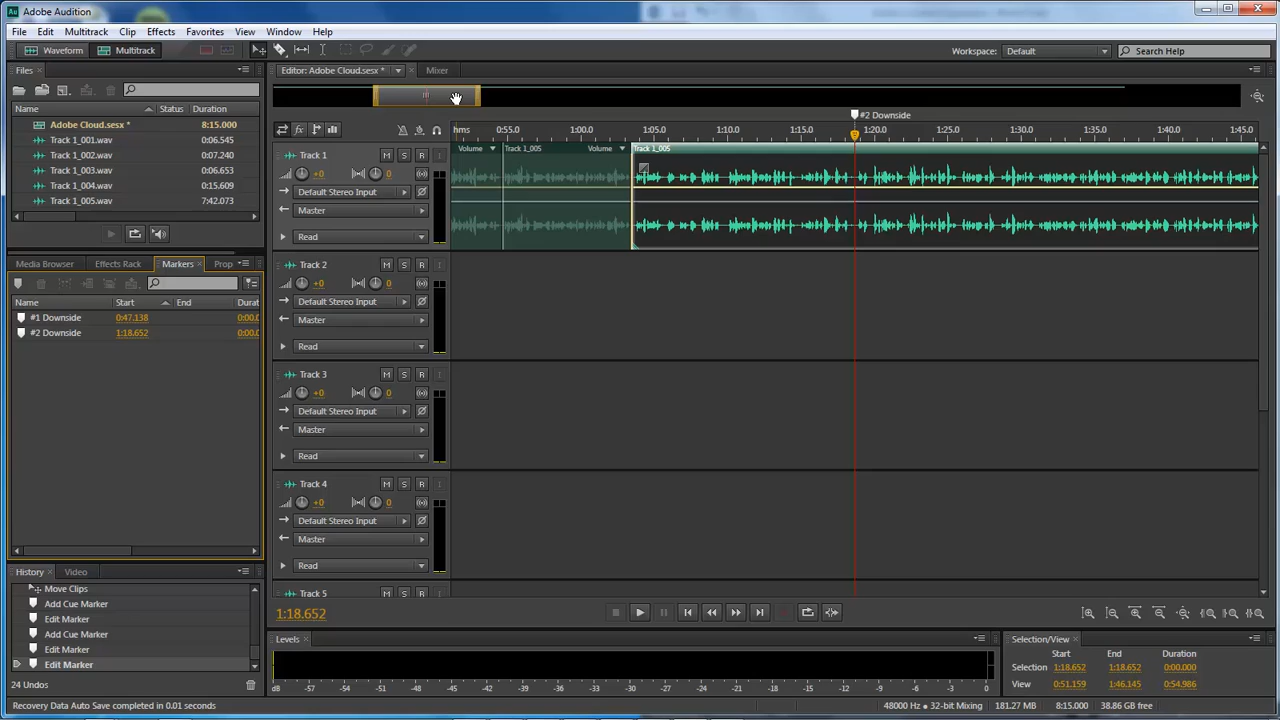 Au Adobe Audition
File Edit Multitrack Clip Effects Favorites View Window Help
Waveform Multitrack Workspace: Default Search Help
Files × Editor: Adobe Cloud.sesx * × Mixer
Name Status Duration
Adobe Cloud.sesx * 8:15.000
Track 1_001.wav 0:06.545
Track 1_002.wav 0:07.240
Track 1_003.wav 0:06.653
Track 1_004.wav 0:15.609
Track 1_005.wav 7:42.073
#2 Downside
hms 0:55.0 1:00.0 1:05.0 1:10.0 1:15.0 1:20.0 1:25.0 1:30.0 1:35.0 1:40.0 1:45.0
Volume Track 1_005 Volume Track 1_005
Track 1 M S R I
+0 0
Default Stereo Input
Master
Read
Track 2 M S R I
+0 0
Default Stereo Input
Master
Read
Track 3 M S R I
+0 0
Default Stereo Input
Master
Read
Track 4 M S R I
+0 0
Default Stereo Input
Master
Read
Track 5
Media Browser Effects Rack Markers × Prop
Name Start End Durat
#1 Downside 0:47.138 0:00.0
#2 Downside 1:18.652 0:00.0
History × Video
Move Clips
Add Cue Marker
Edit Marker
Add Cue Marker
Edit Marker
Edit Marker
24 Undos
1:18.652
Levels ×
dB -57 -54 -51 -48 -45 -42 -39 -36 -33 -30 -27 -24 -21 -18 -15 -12 -9 -6 -3 0
Selection/View ×
Start End Duration
Selection 1:18.652 1:18.652 0:00.000
View 0:51.159 1:46.145 0:54.986
Recovery Data Auto Save completed in 0.01 seconds 48000 Hz • 32-bit Mixing 181.27 MB 8:15.000 38.86 GB free